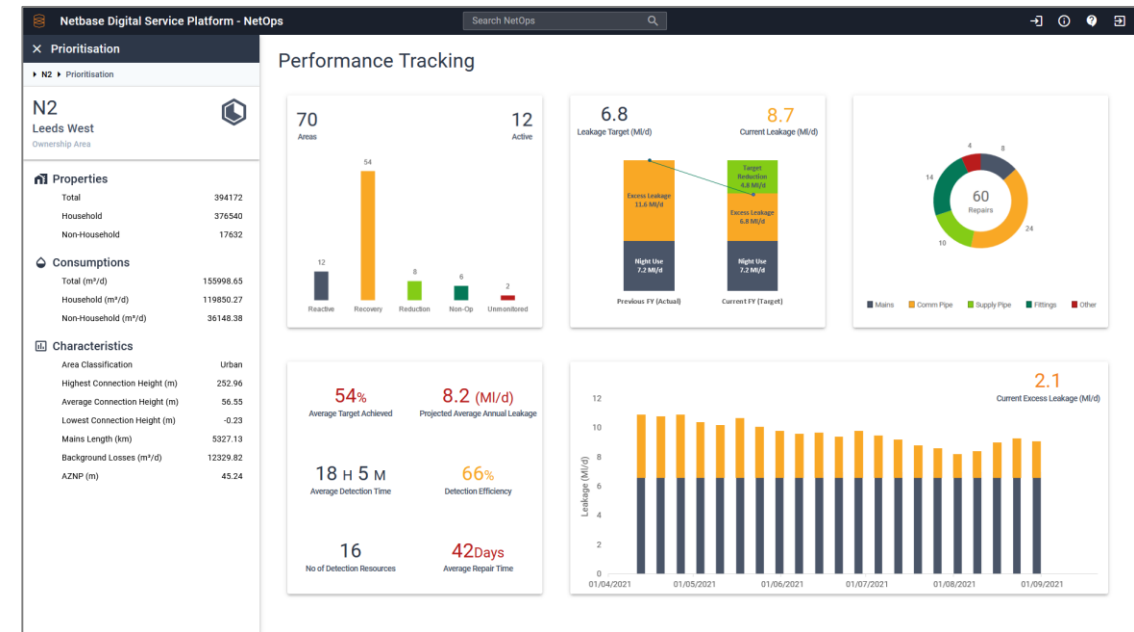 Netbase Digital Service Platform - NetOps
Search NetOps
Prioritisation
N2 Prioritisation
N2
Leeds West
Ownership Area
Properties
Total 394172
Household 376540
Non-Household 17632
Consumptions
Total (m³/d) 155998.65
Household (m³/d) 119850.27
Non-Household (m³/d) 36148.38
Characteristics
Area Classification Urban
Highest Connection Height (m) 252.96
Average Connection Height (m) 56.55
Lowest Connection Height (m) -0.23
Mains Length (km) 5327.13
Background Losses (m³/d) 12329.82
AZNP (m) 45.24
Performance Tracking
70 12
Areas Active
54
12
8
6
2
Reactive Recovery Reduction Non-Op Unmonitored
6.8 8.7
Leakage Target (Ml/d) Current Leakage (Ml/d)
Excess Leakage
11.6 Ml/d
Night Use
7.2 Ml/d
Target
Reduction
4.8 Ml/d
Excess Leakage
6.8 Ml/d
Night Use
7.2 Ml/d
Previous FY (Actual) Current FY (Target)
4 8
14
60
Repairs
24
10
Mains Comm Pipe Supply Pipe Fittings Other
54% 8.2 (Ml/d)
Average Target Achieved Projected Average Annual Leakage
18 H 5 M 66%
Average Detection Time Detection Efficiency
16 42Days
No of Detection Resources Average Repair Time
2.1
Current Excess Leakage (Ml/d)
Leakage (Ml/d)
12
10
8
6
4
2
0
01/04/2021 01/05/2021 01/06/2021 01/07/2021 01/08/2021 01/09/2021